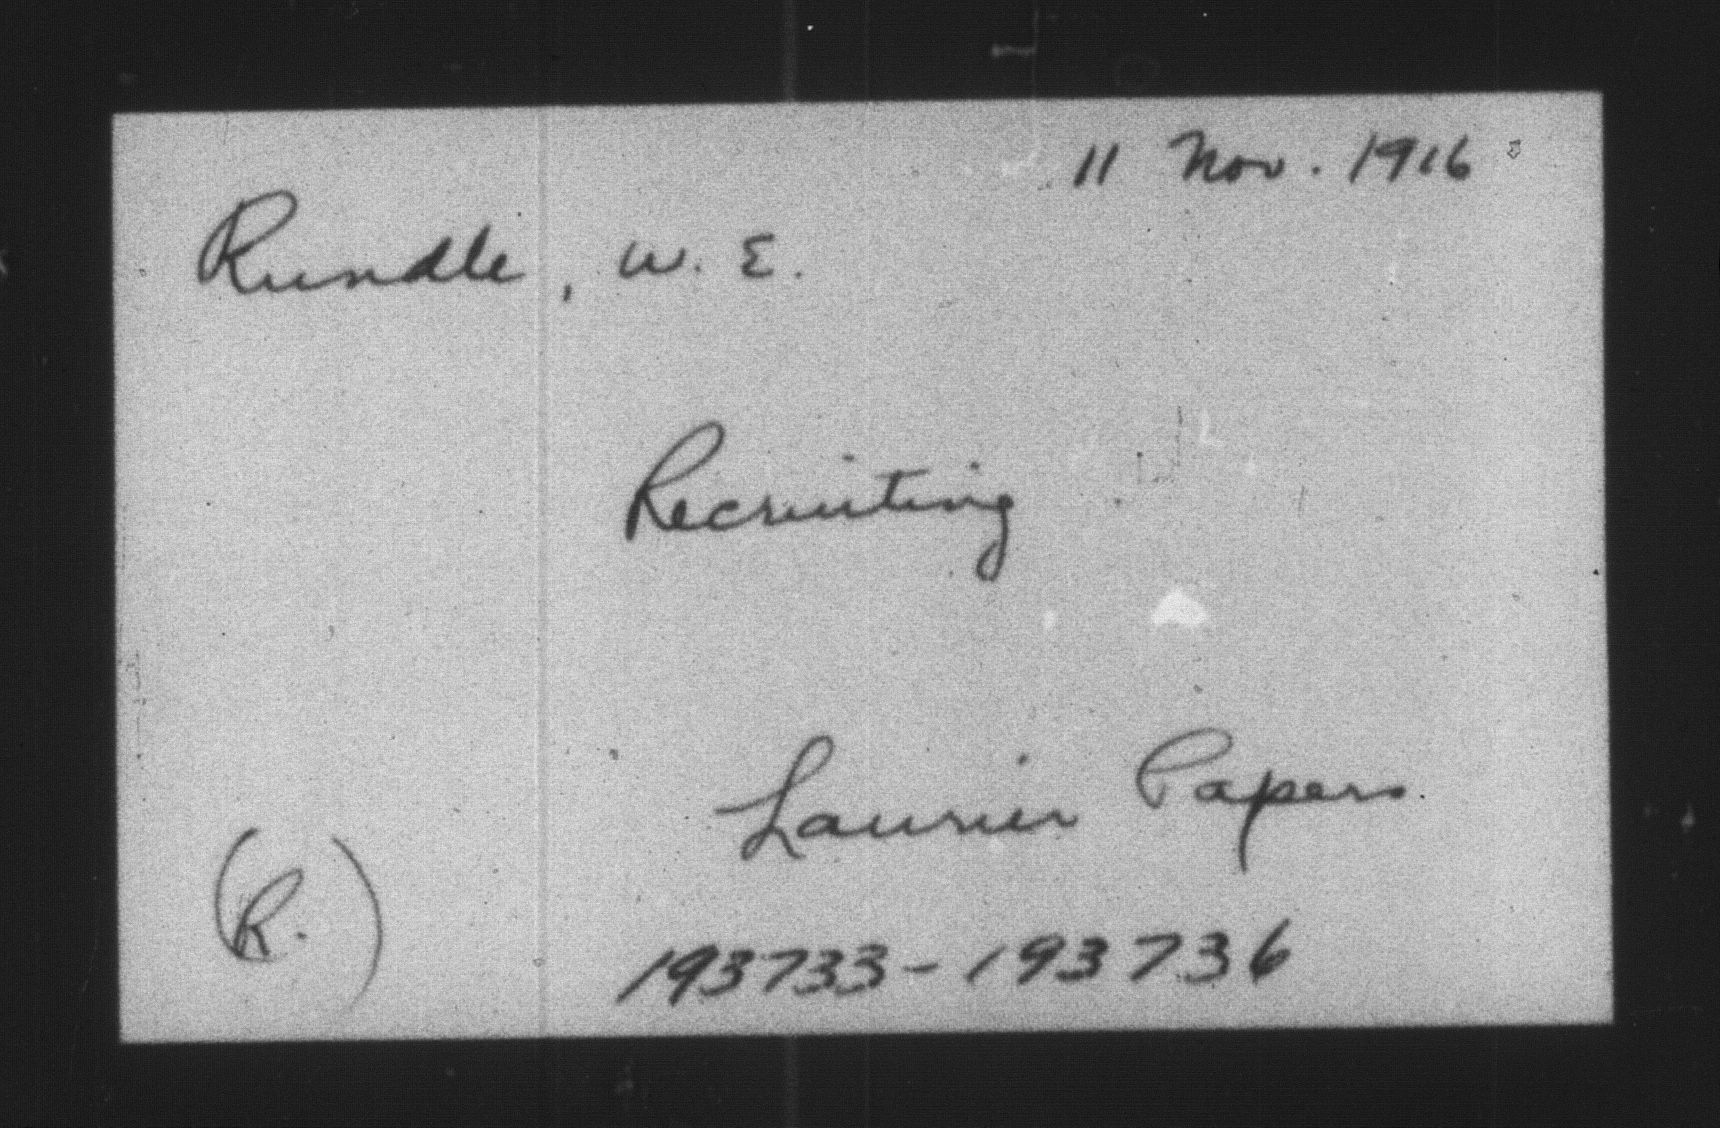 11 Nov. 1916
Rundle, W. E.
Recruiting
Laurier Papers
(R.)
193733-193736